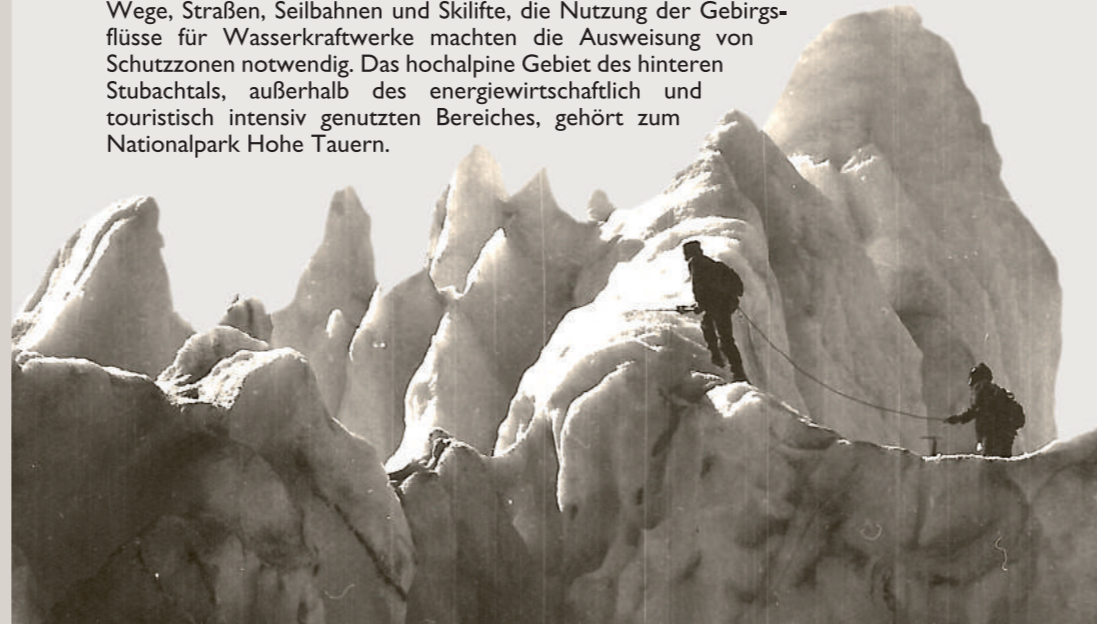 Wege, Straßen, Seilbahnen und Skilifte, die Nutzung der Gebirgs-
flüsse für Wasserkraftwerke machten die Ausweisung von
Schutzzonen notwendig. Das hochalpine Gebiet des hinteren
Stubachtals, außerhalb des energiewirtschaftlich und
touristisch intensiv genutzten Bereiches, gehört zum
Nationalpark Hohe Tauern.